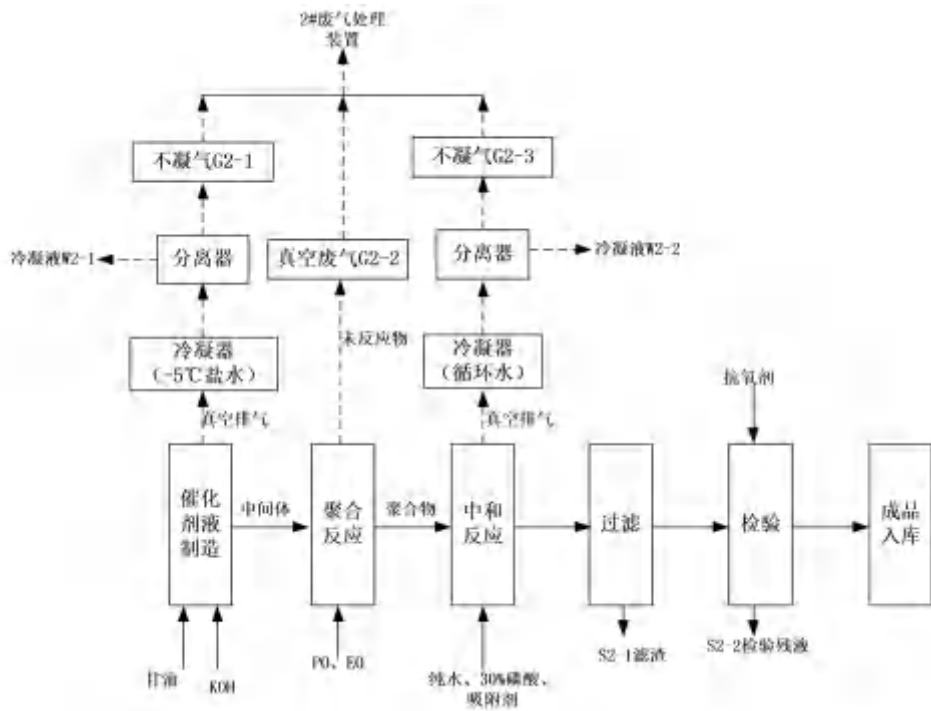 2#废气处理
装置
不凝气G2-1
不凝气G2-3
冷凝液W2-1
分离器
真空废气G2-2
分离器
冷凝液W2-2
未反应物
冷凝器
（-5℃盐水）
冷凝器
（循环水）
抗氧剂
真空排气
真空排气
催化
剂液
制造
中间体
聚合
反应
聚合物
中和
反应
过滤
检验
成品
入库
甘油
KOH
PO、EO
纯水、30%磷酸、
吸附剂
S2-1滤渣
S2-2检验残液